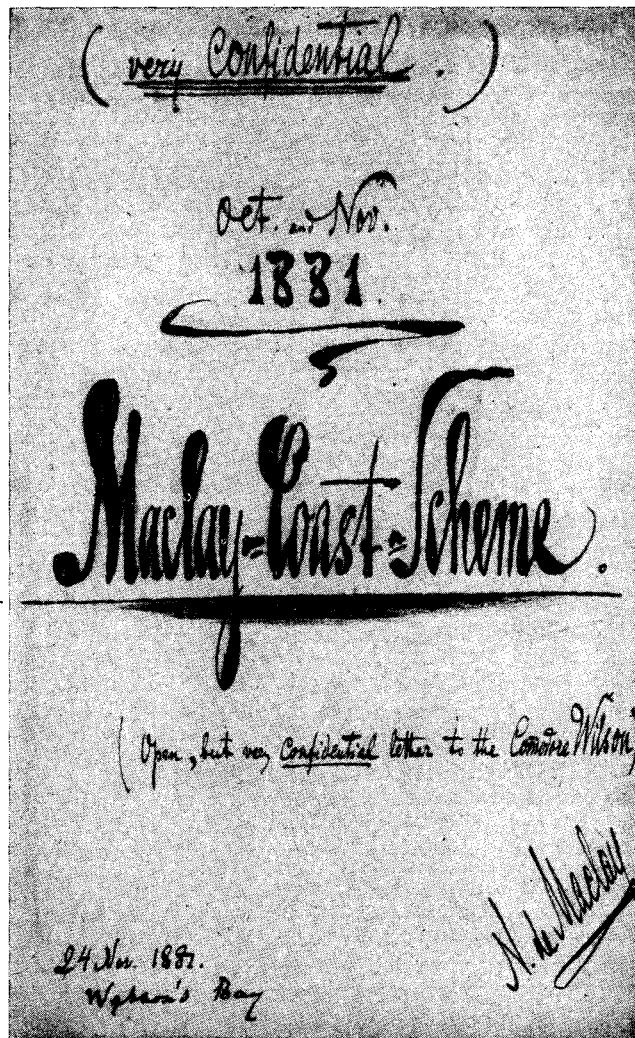 (very Confidential.)
Oct. and Nov.
1881.
Maclay=Coast=Scheme.
(Open, but very confidential letter to the Comodore Wilson)
N. de Maclay
24 Nov. 1881.
Bay